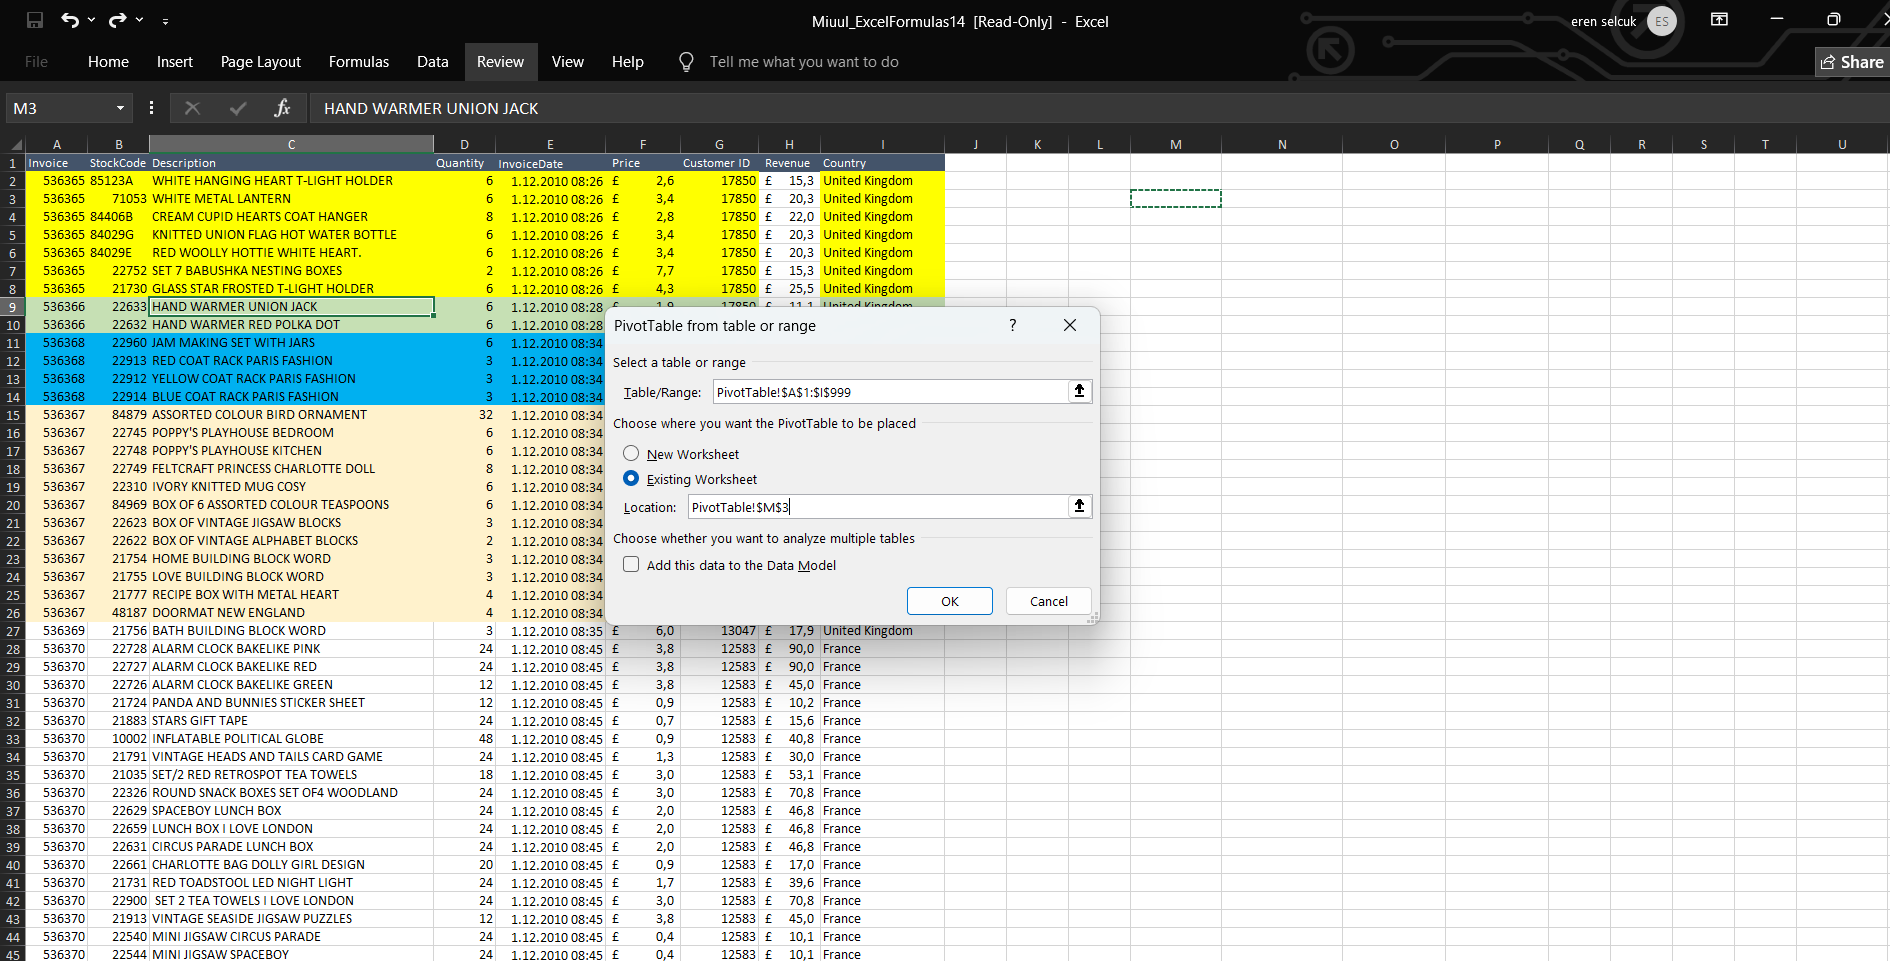 Miuul_ExcelFormulas14 [Read-Only] - Excel
eren selcuk ES
File Home Insert Page Layout Formulas Data Review View Help Tell me what you want to do Share
M3 fx HAND WARMER UNION JACK
A B C D E F G H I J K L M N O P Q R S T U
1 Invoice StockCode Description Quantity InvoiceDate Price Customer ID Revenue Country
2 536365 85123A WHITE HANGING HEART T-LIGHT HOLDER 6 1.12.2010 08:26 £ 2,6 17850 £ 15,3 United Kingdom
3 536365 71053 WHITE METAL LANTERN 6 1.12.2010 08:26 £ 3,4 17850 £ 20,3 United Kingdom
4 536365 84406B CREAM CUPID HEARTS COAT HANGER 8 1.12.2010 08:26 £ 2,8 17850 £ 22,0 United Kingdom
5 536365 84029G KNITTED UNION FLAG HOT WATER BOTTLE 6 1.12.2010 08:26 £ 3,4 17850 £ 20,3 United Kingdom
6 536365 84029E RED WOOLLY HOTTIE WHITE HEART. 6 1.12.2010 08:26 £ 3,4 17850 £ 20,3 United Kingdom
7 536365 22752 SET 7 BABUSHKA NESTING BOXES 2 1.12.2010 08:26 £ 7,7 17850 £ 15,3 United Kingdom
8 536365 21730 GLASS STAR FROSTED T-LIGHT HOLDER 6 1.12.2010 08:26 £ 4,3 17850 £ 25,5 United Kingdom
9 536366 22633 HAND WARMER UNION JACK 6 1.12.2010 08:28 £ 1,9 17850 £ 11,1 United Kingdom
10 536366 22632 HAND WARMER RED POLKA DOT 6 1.12.2010 08:28
11 536368 22960 JAM MAKING SET WITH JARS 6 1.12.2010 08:34
12 536368 22913 RED COAT RACK PARIS FASHION 3 1.12.2010 08:34
13 536368 22912 YELLOW COAT RACK PARIS FASHION 3 1.12.2010 08:34
14 536368 22914 BLUE COAT RACK PARIS FASHION 3 1.12.2010 08:34
15 536367 84879 ASSORTED COLOUR BIRD ORNAMENT 32 1.12.2010 08:34
16 536367 22745 POPPY'S PLAYHOUSE BEDROOM 6 1.12.2010 08:34
17 536367 22748 POPPY'S PLAYHOUSE KITCHEN 6 1.12.2010 08:34
18 536367 22749 FELTCRAFT PRINCESS CHARLOTTE DOLL 8 1.12.2010 08:34
19 536367 22310 IVORY KNITTED MUG COSY 6 1.12.2010 08:34
20 536367 84969 BOX OF 6 ASSORTED COLOUR TEASPOONS 6 1.12.2010 08:34
21 536367 22623 BOX OF VINTAGE JIGSAW BLOCKS 3 1.12.2010 08:34
22 536367 22622 BOX OF VINTAGE ALPHABET BLOCKS 2 1.12.2010 08:34
23 536367 21754 HOME BUILDING BLOCK WORD 3 1.12.2010 08:34
24 536367 21755 LOVE BUILDING BLOCK WORD 3 1.12.2010 08:34
25 536367 21777 RECIPE BOX WITH METAL HEART 4 1.12.2010 08:34
26 536367 48187 DOORMAT NEW ENGLAND 4 1.12.2010 08:34
27 536369 21756 BATH BUILDING BLOCK WORD 3 1.12.2010 08:35 £ 6,0 13047 £ 17,9 United Kingdom
28 536370 22728 ALARM CLOCK BAKELIKE PINK 24 1.12.2010 08:45 £ 3,8 12583 £ 90,0 France
29 536370 22727 ALARM CLOCK BAKELIKE RED 24 1.12.2010 08:45 £ 3,8 12583 £ 90,0 France
30 536370 22726 ALARM CLOCK BAKELIKE GREEN 12 1.12.2010 08:45 £ 3,8 12583 £ 45,0 France
31 536370 21724 PANDA AND BUNNIES STICKER SHEET 12 1.12.2010 08:45 £ 0,9 12583 £ 10,2 France
32 536370 21883 STARS GIFT TAPE 24 1.12.2010 08:45 £ 0,7 12583 £ 15,6 France
33 536370 10002 INFLATABLE POLITICAL GLOBE 48 1.12.2010 08:45 £ 0,9 12583 £ 40,8 France
34 536370 21791 VINTAGE HEADS AND TAILS CARD GAME 24 1.12.2010 08:45 £ 1,3 12583 £ 30,0 France
35 536370 21035 SET/2 RED RETROSPOT TEA TOWELS 18 1.12.2010 08:45 £ 3,0 12583 £ 53,1 France
36 536370 22326 ROUND SNACK BOXES SET OF4 WOODLAND 24 1.12.2010 08:45 £ 3,0 12583 £ 70,8 France
37 536370 22629 SPACEBOY LUNCH BOX 24 1.12.2010 08:45 £ 2,0 12583 £ 46,8 France
38 536370 22659 LUNCH BOX I LOVE LONDON 24 1.12.2010 08:45 £ 2,0 12583 £ 46,8 France
39 536370 22631 CIRCUS PARADE LUNCH BOX 24 1.12.2010 08:45 £ 2,0 12583 £ 46,8 France
40 536370 22661 CHARLOTTE BAG DOLLY GIRL DESIGN 20 1.12.2010 08:45 £ 0,9 12583 £ 17,0 France
41 536370 21731 RED TOADSTOOL LED NIGHT LIGHT 24 1.12.2010 08:45 £ 1,7 12583 £ 39,6 France
42 536370 22900 SET 2 TEA TOWELS I LOVE LONDON 24 1.12.2010 08:45 £ 3,0 12583 £ 70,8 France
43 536370 21913 VINTAGE SEASIDE JIGSAW PUZZLES 12 1.12.2010 08:45 £ 3,8 12583 £ 45,0 France
44 536370 22540 MINI JIGSAW CIRCUS PARADE 24 1.12.2010 08:45 £ 0,4 12583 £ 10,1 France
45 536370 22544 MINI JIGSAW SPACEBOY 24 1.12.2010 08:45 £ 0,4 12583 £ 10,1 France
PivotTable from table or range ?
Select a table or range
Table/Range: PivotTable!$A$1:$I$999
Choose where you want the PivotTable to be placed
New Worksheet
Existing Worksheet
Location: PivotTable!$M$3
Choose whether you want to analyze multiple tables
Add this data to the Data Model
OK Cancel